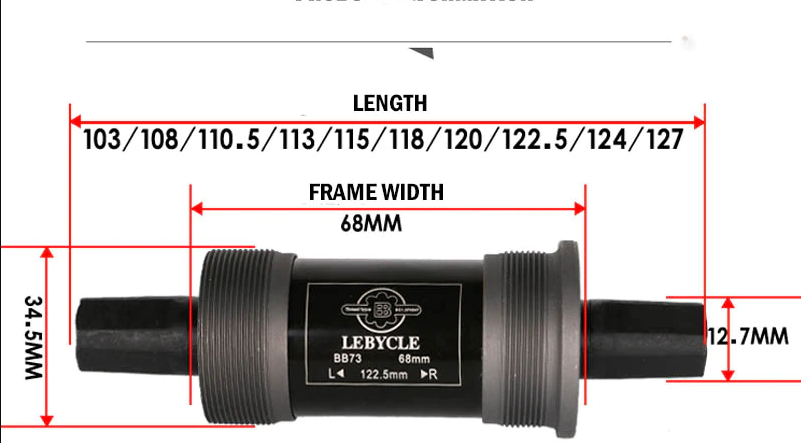 LENGTH
103/108/110.5/113/115/118/120/122.5/124/127
FRAME WIDTH
68MM
34.5MM
12.7MM
BB
LEBYCLE
BB73 68mm
L◀ 122.5mm ▶R